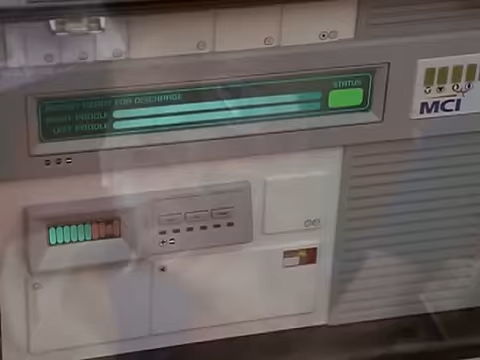 READY FOR DISCHARGE
STATUS
RIGHT PADDLE
LEFT PADDLE
MCI